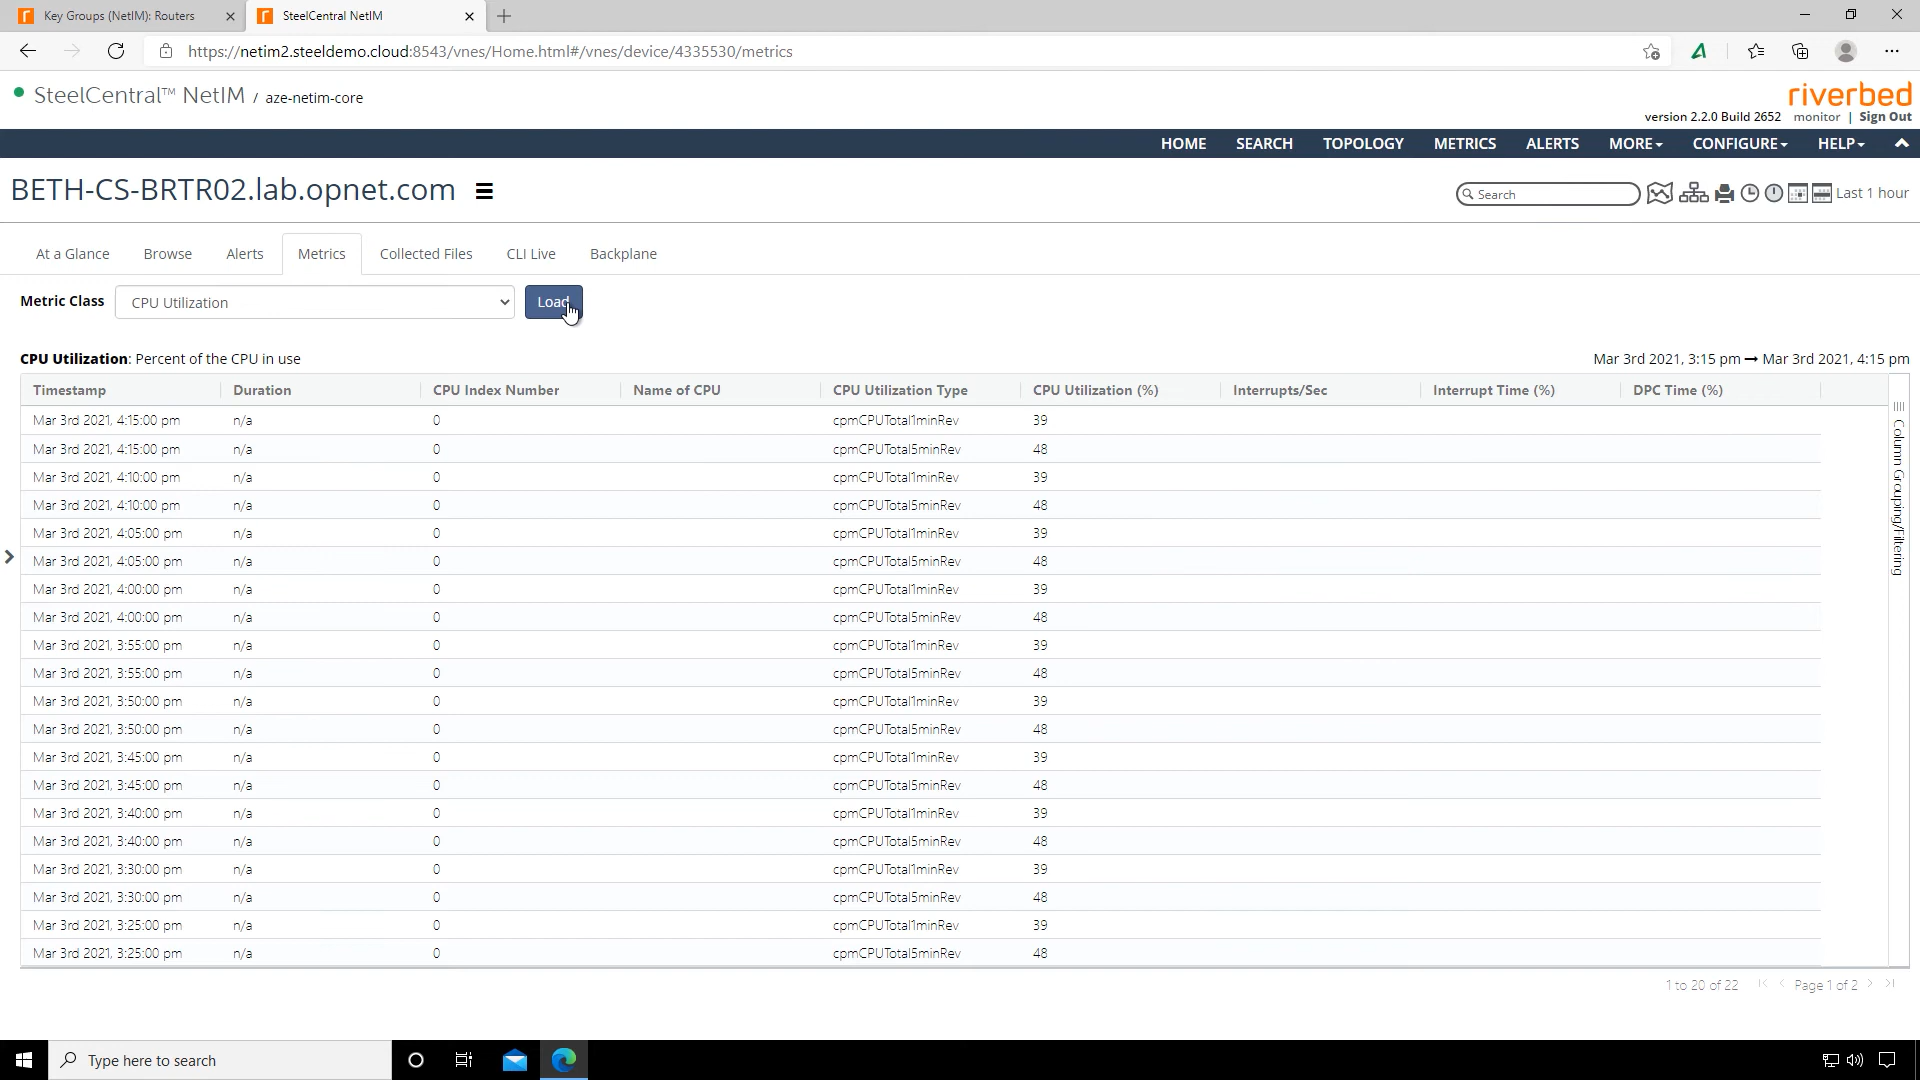 Key Groups (NetIM): Routers
SteelCentral NetIM
https://netim2.steeldemo.cloud:8543/vnes/Home.html#/vnes/device/4335530/metrics
SteelCentral™ NetIM / aze-netim-core
riverbed
version 2.2.0 Build 2652 monitor | Sign Out
HOME SEARCH TOPOLOGY METRICS ALERTS MORE CONFIGURE HELP
BETH-CS-BRTR02.lab.opnet.com
Search
Last 1 hour
At a Glance Browse Alerts Metrics Collected Files CLI Live Backplane
Metric Class CPU Utilization Load
CPU Utilization: Percent of the CPU in use
Mar 3rd 2021, 3:15 pm → Mar 3rd 2021, 4:15 pm
Timestamp Duration CPU Index Number Name of CPU CPU Utilization Type CPU Utilization (%) Interrupts/Sec Interrupt Time (%) DPC Time (%)
Mar 3rd 2021, 4:15:00 pm n/a 0 cpmCPUTotal1minRev 39
Mar 3rd 2021, 4:15:00 pm n/a 0 cpmCPUTotal5minRev 48
Mar 3rd 2021, 4:10:00 pm n/a 0 cpmCPUTotal1minRev 39
Mar 3rd 2021, 4:10:00 pm n/a 0 cpmCPUTotal5minRev 48
Mar 3rd 2021, 4:05:00 pm n/a 0 cpmCPUTotal1minRev 39
Mar 3rd 2021, 4:05:00 pm n/a 0 cpmCPUTotal5minRev 48
Mar 3rd 2021, 4:00:00 pm n/a 0 cpmCPUTotal1minRev 39
Mar 3rd 2021, 4:00:00 pm n/a 0 cpmCPUTotal5minRev 48
Mar 3rd 2021, 3:55:00 pm n/a 0 cpmCPUTotal1minRev 39
Mar 3rd 2021, 3:55:00 pm n/a 0 cpmCPUTotal5minRev 48
Mar 3rd 2021, 3:50:00 pm n/a 0 cpmCPUTotal1minRev 39
Mar 3rd 2021, 3:50:00 pm n/a 0 cpmCPUTotal5minRev 48
Mar 3rd 2021, 3:45:00 pm n/a 0 cpmCPUTotal1minRev 39
Mar 3rd 2021, 3:45:00 pm n/a 0 cpmCPUTotal5minRev 48
Mar 3rd 2021, 3:40:00 pm n/a 0 cpmCPUTotal1minRev 39
Mar 3rd 2021, 3:40:00 pm n/a 0 cpmCPUTotal5minRev 48
Mar 3rd 2021, 3:30:00 pm n/a 0 cpmCPUTotal1minRev 39
Mar 3rd 2021, 3:30:00 pm n/a 0 cpmCPUTotal5minRev 48
Mar 3rd 2021, 3:25:00 pm n/a 0 cpmCPUTotal1minRev 39
Mar 3rd 2021, 3:25:00 pm n/a 0 cpmCPUTotal5minRev 48
Column Grouping/Filtering
1 to 20 of 22 Page 1 of 2
Type here to search